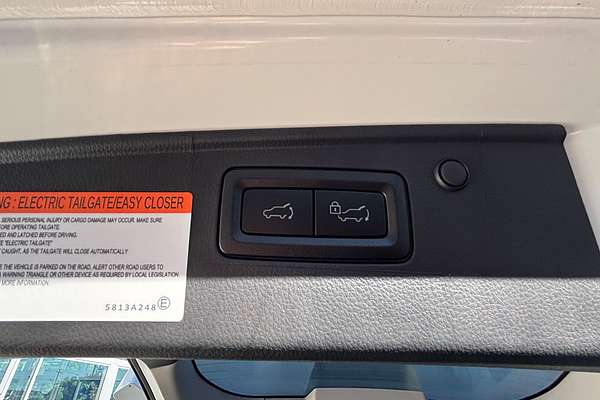 NG : ELECTRIC TAILGATE/EASY CLOSER
SERIOUS PERSONAL INJURY OR CARGO DAMAGE MAY OCCUR. MAKE SURE
EFORE OPERATING TAILGATE.
ED AND LATCHED BEFORE DRIVING.
E "ELECTRIC TAILGATE"
CAUGHT, AS THE TAILGATE WILL CLOSE AUTOMATICALLY
E THE VEHICLE IS PARKED ON THE ROAD, ALERT OTHER ROAD USERS TO
WARNING TRIANGLE OR OTHER DEVICE AS REQUIRED BY LOCAL LEGISLATION
MORE INFORMATION.
5813A248 E